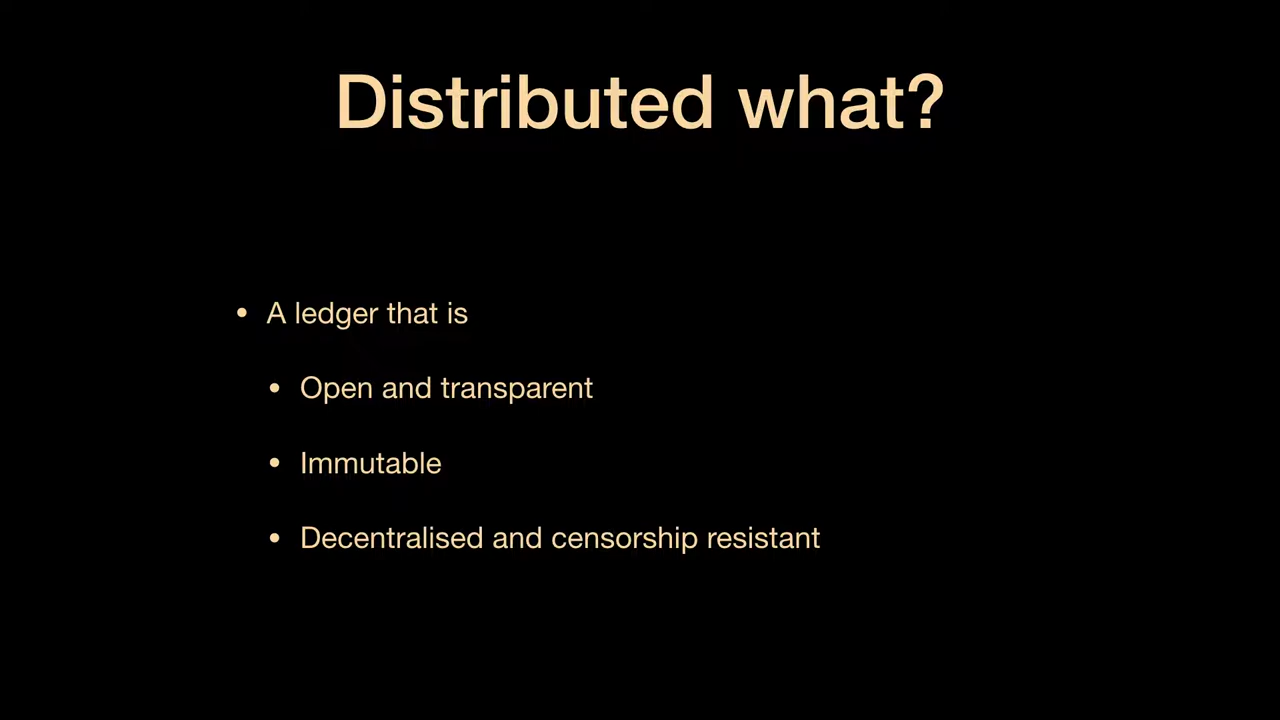 Distributed what?
• A ledger that is
• Open and transparent
• Immutable
• Decentralised and censorship resistant